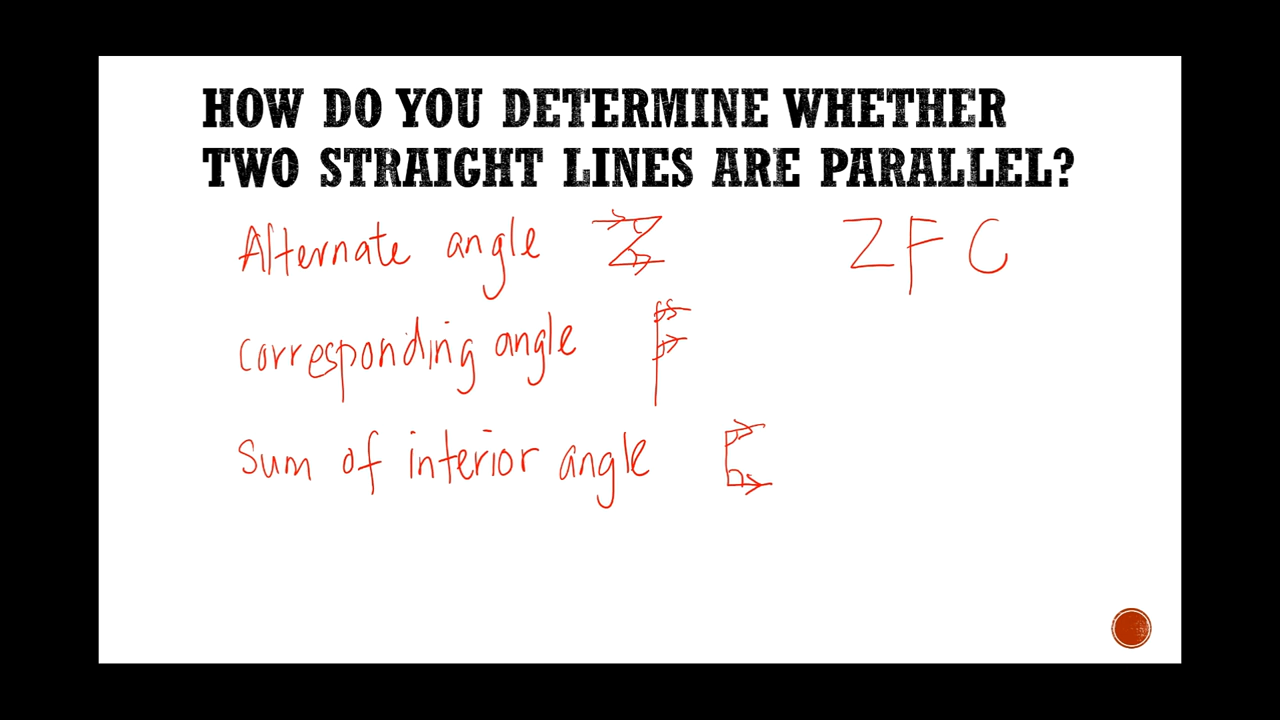 HOW DO YOU DETERMINE WHETHER
TWO STRAIGHT LINES ARE PARALLEL?
Alternate angle Z Z F C
corresponding angle F
Sum of interior angle C